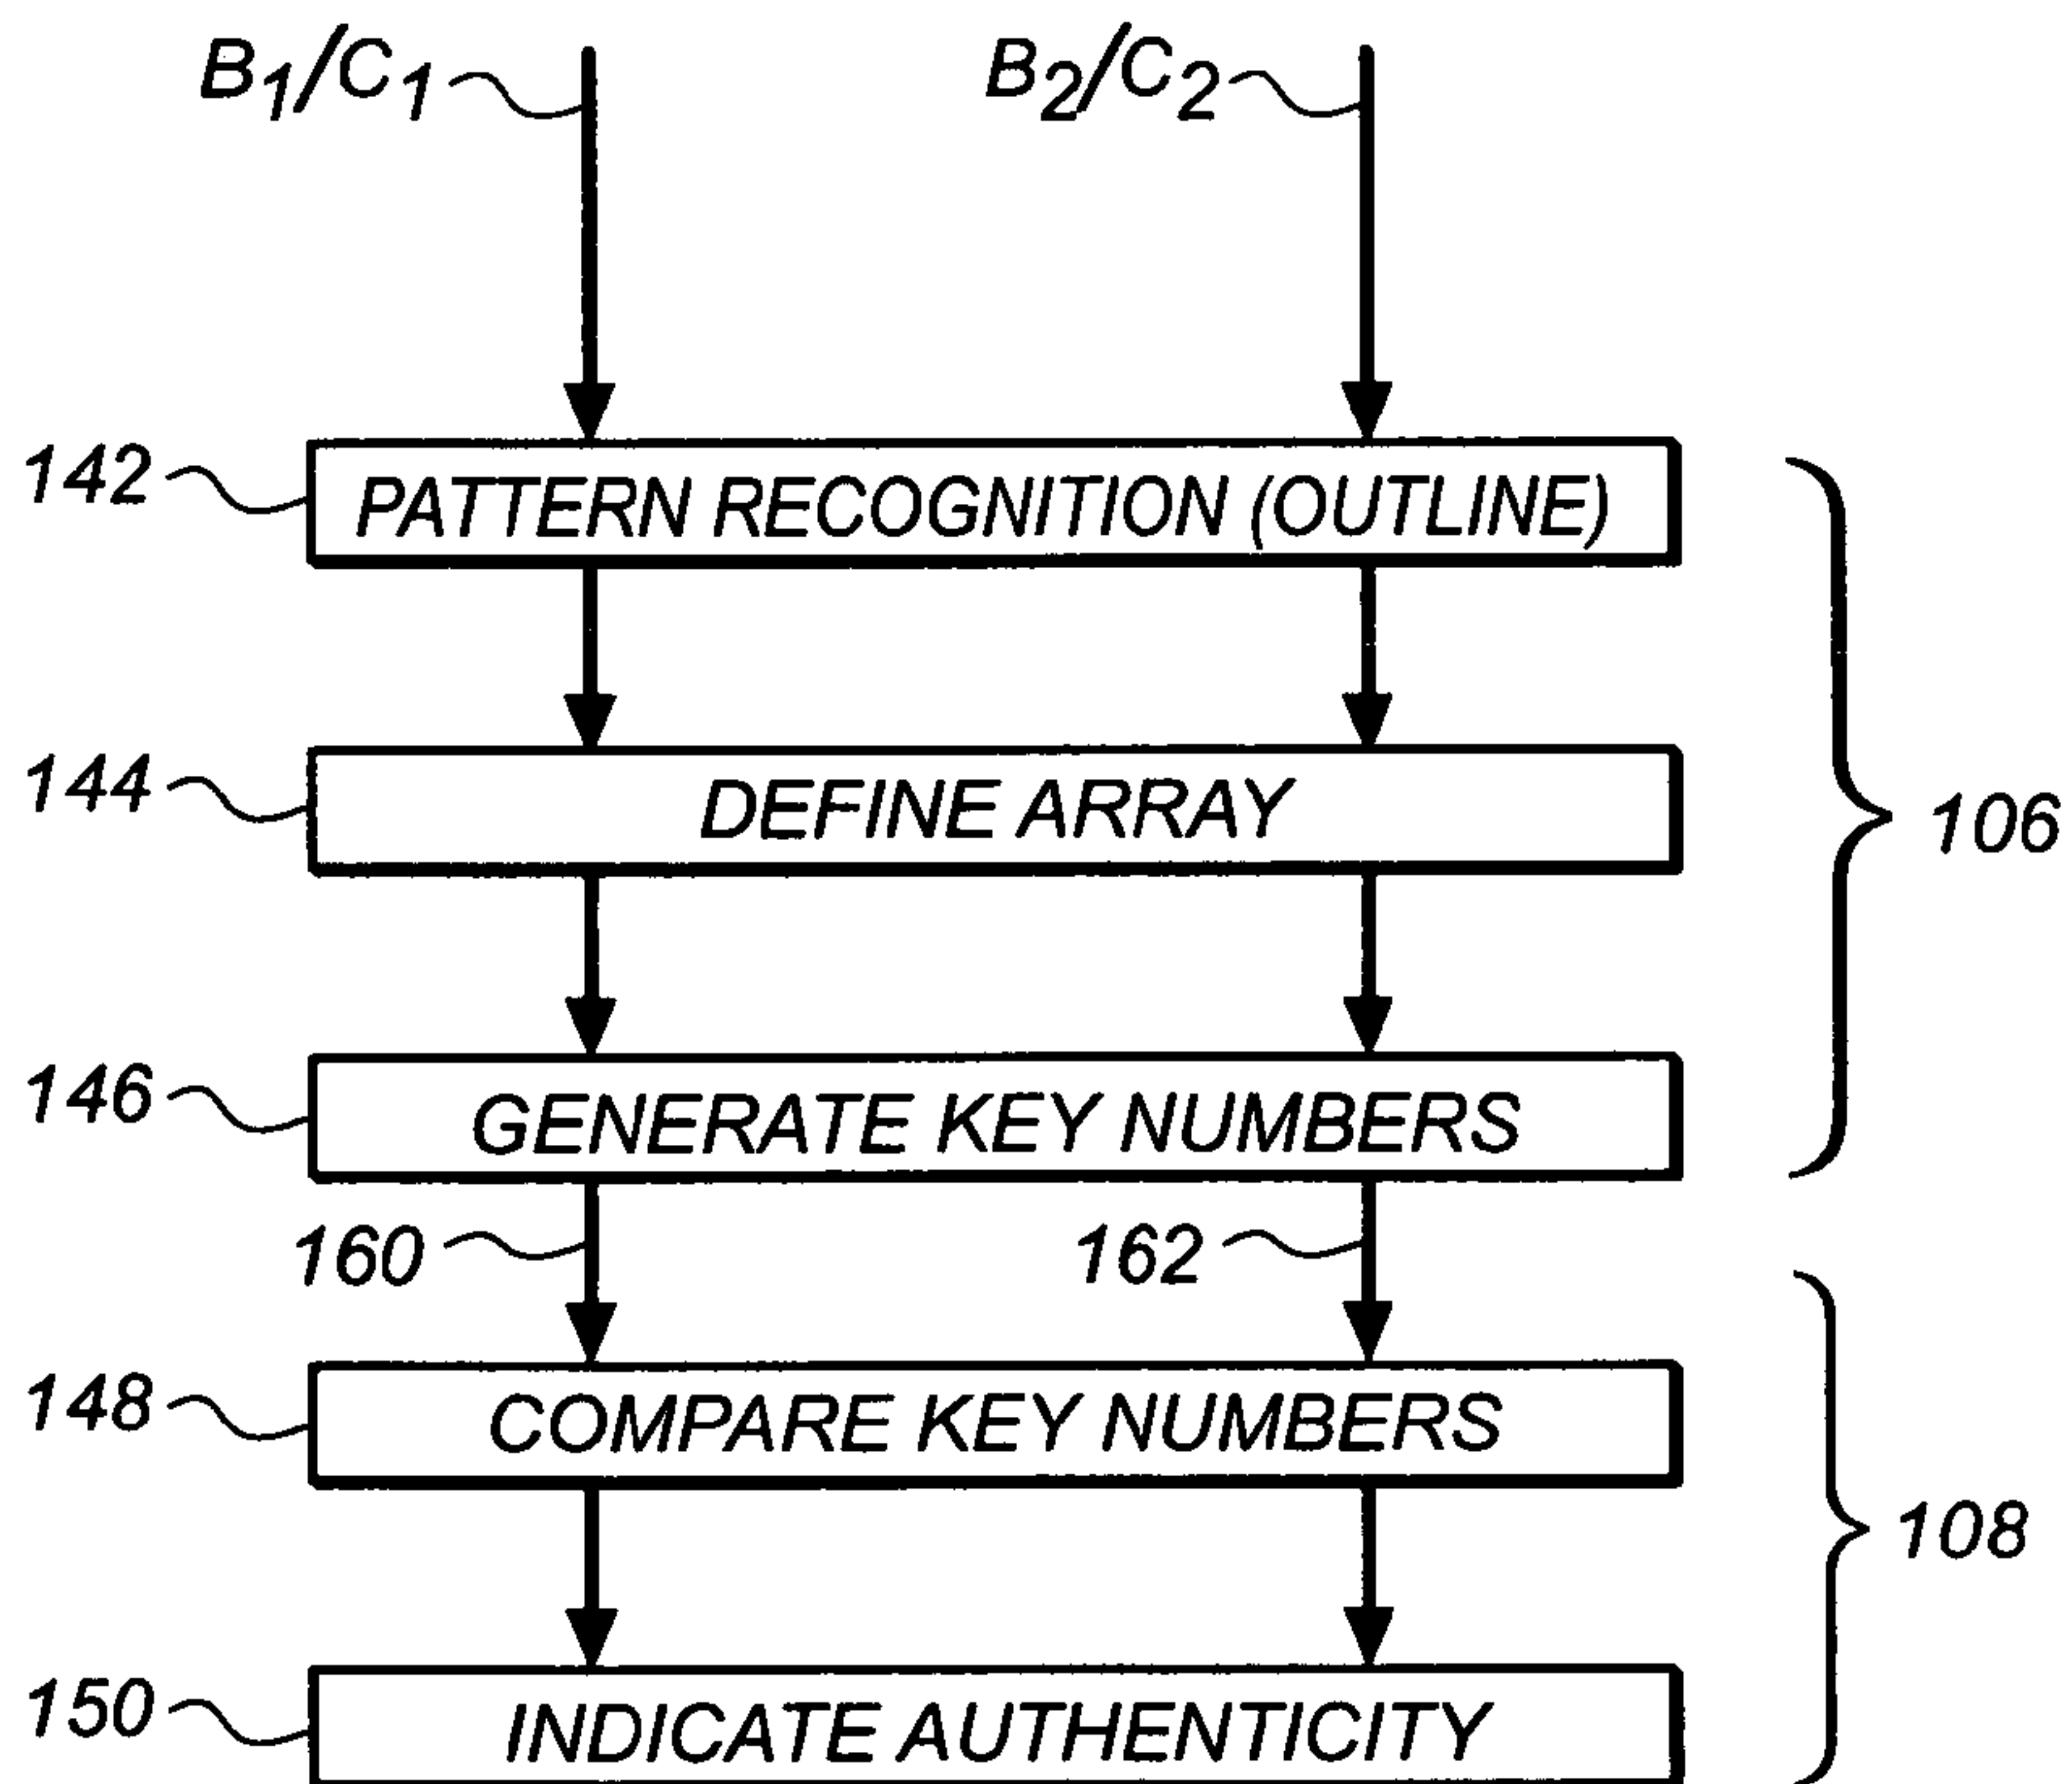 B1/C1
B2/C2
142
PATTERN RECOGNITION (OUTLINE)
144
DEFINE ARRAY
106
146
GENERATE KEY NUMBERS
160
162
148
COMPARE KEY NUMBERS
108
150
INDICATE AUTHENTICITY